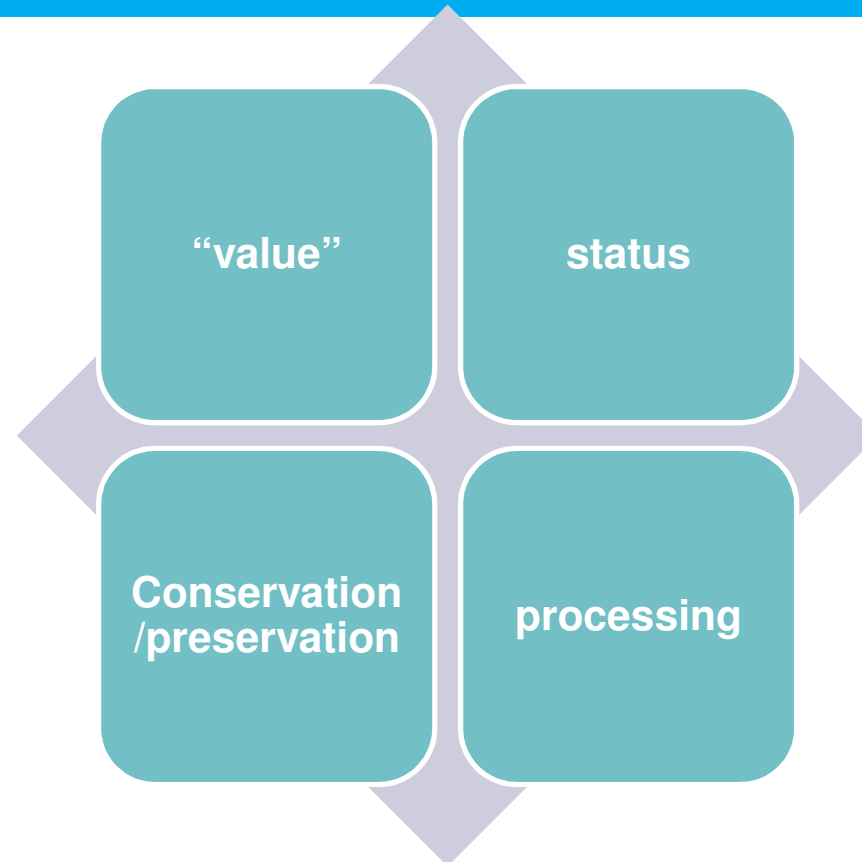 “value”
status
Conservation
/preservation
processing